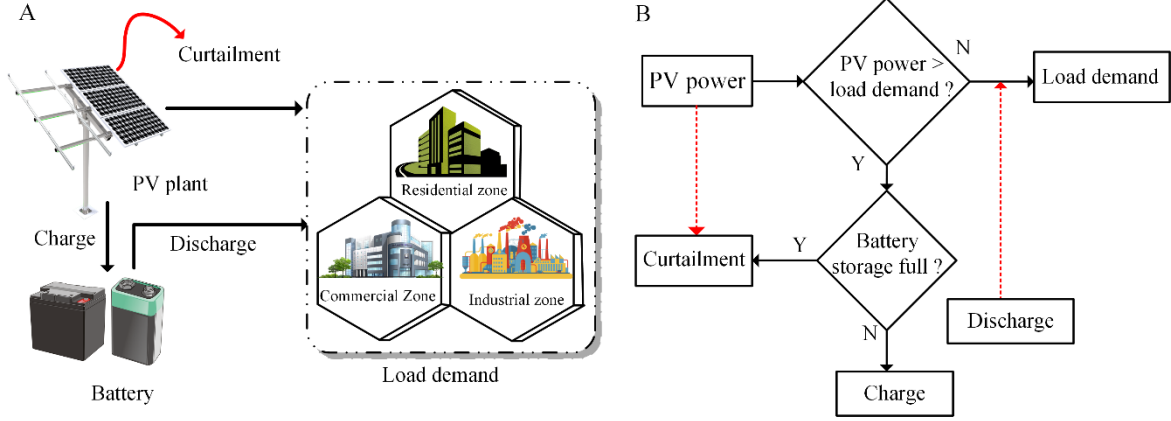 A
Curtailment
PV plant
Charge
Discharge
Battery
Residential zone
Commercial Zone
Industrial zone
Load demand
B
PV power
PV power >
load demand ?
N
Load demand
Y
Battery
storage full ?
Y
Curtailment
N
Discharge
Charge